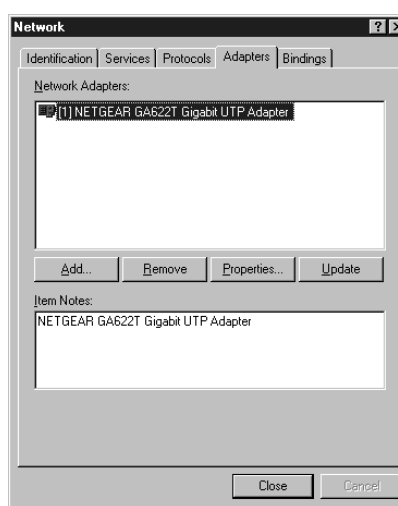 Network
Identification Services Protocols Adapters Bindings
Network Adapters:
[1] NETGEAR GA622T Gigabit UTP Adapter
Add... Remove Properties... Update
Item Notes:
NETGEAR GA622T Gigabit UTP Adapter
Close Cancel